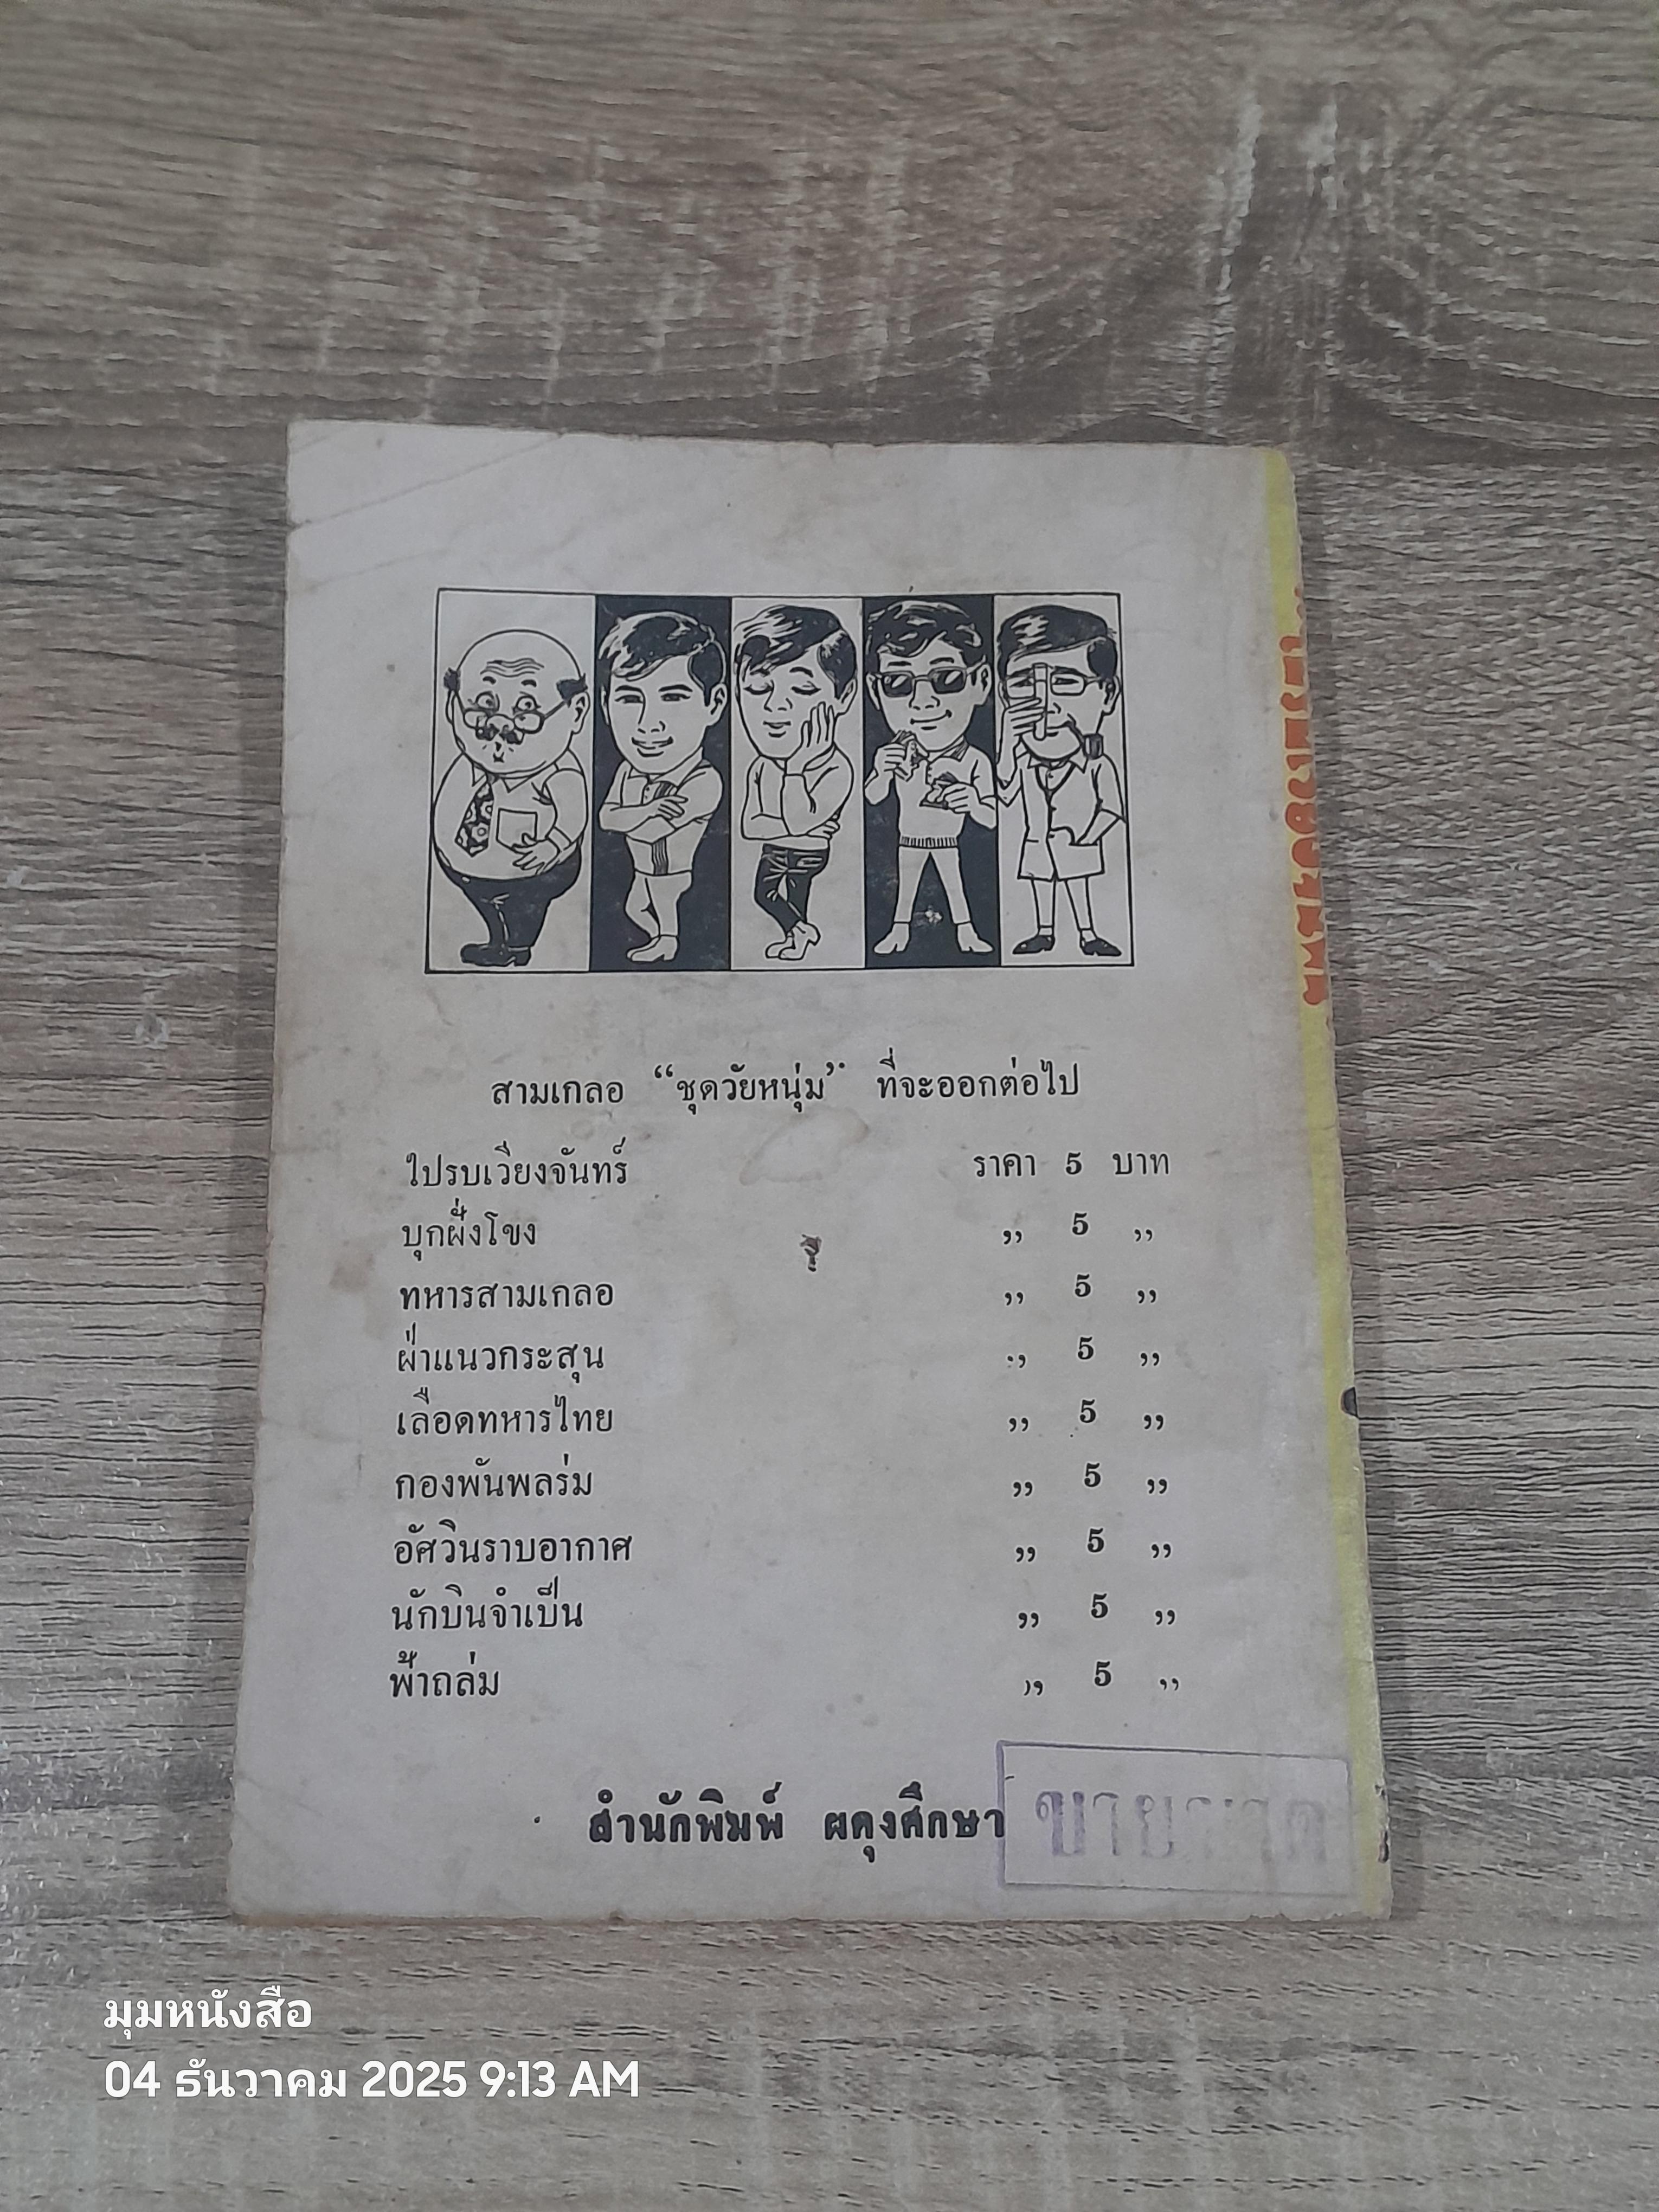 สามเกลอ “ชุดวัยหนุ่ม” ที่จะออกต่อไป
ไปรบเวียงจันทร์ ราคา 5 บาท
บุกฝั่งโขง ,, 5 ,,
ทหารสามเกลอ ,, 5 ,,
ฝ่าแนวกระสุน ,, 5 ,,
เลือดทหารไทย ,, 5 ,,
กองพันพลร่ม ,, 5 ,,
อัศวินราบอากาศ ,, 5 ,,
นักบินจำเป็น ,, 5 ,,
ฟ้าถล่ม ,, 5 ,,
สำนักพิมพ์ ผดุงศึกษา
มุมหนังสือ
04 ธันวาคม 2025 9:13 AM